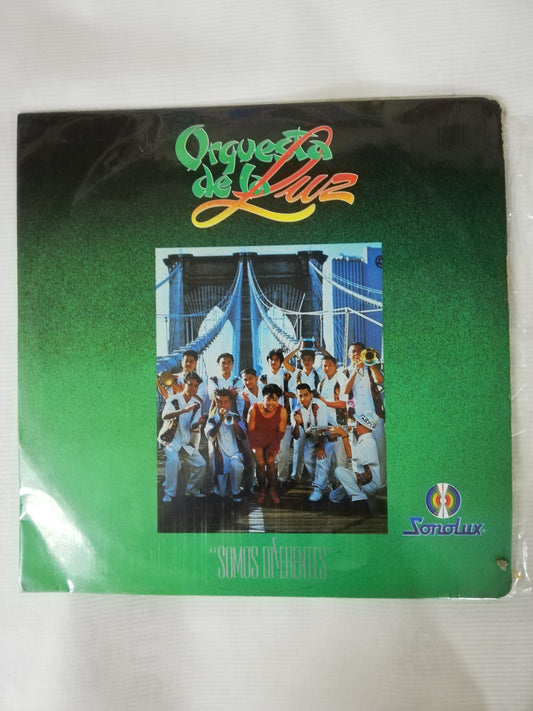 Orquesta
de la Luz
Sonolux
"SOMOS DIFERENTES"